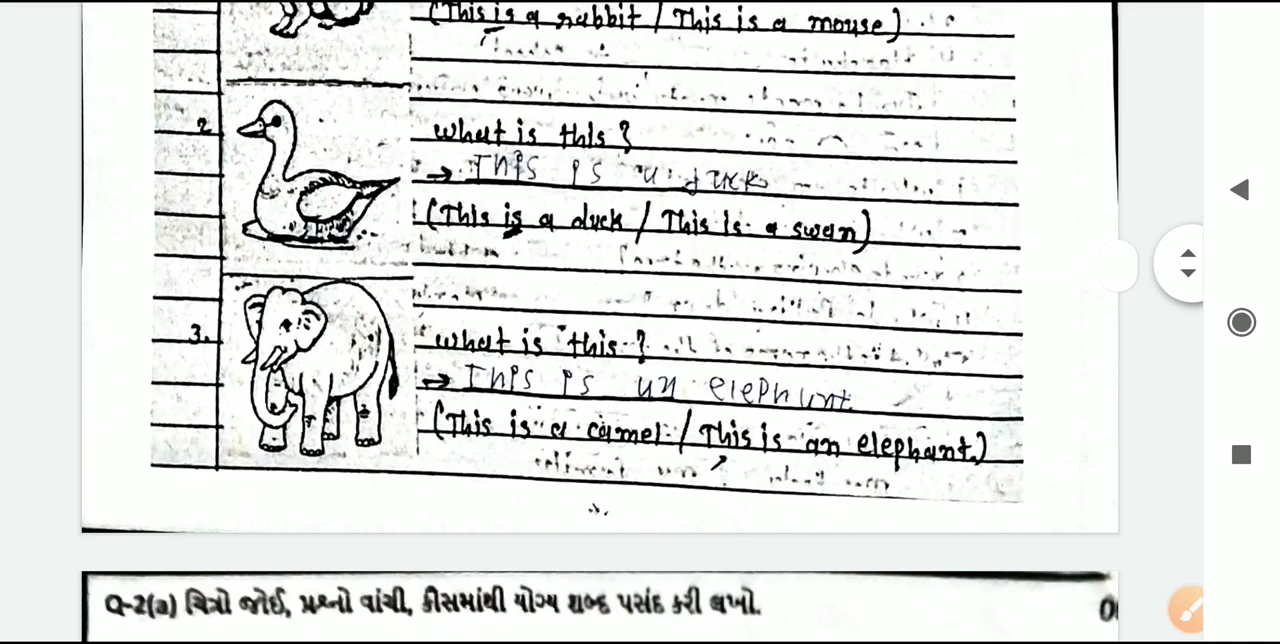 (This is a rabbit / This is a mouse)
2.
what is this?
→ This is a duck
(This is a duck / This is a swan)
3.
what is this?
→ This is an elephant
(This is a camel / This is an elephant.)
Q-2(a) ચિત્રો જોઈ, પ્રશ્નો વાંચી, કૌંસમાંથી યોગ્ય શબ્દ પસંદ કરી લખો.